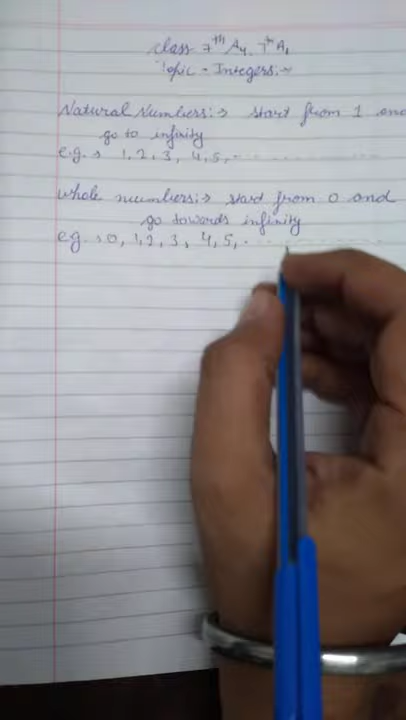 class 7th A4, 7th A1
Topic - Integers :~
Natural Numbers :→ start from 1 and
go to infinity
e.g. → 1, 2, 3, 4, 5, . . . . . . . . . .
Whole numbers :→ start from 0 and
go towards infinity
e.g. → 0, 1, 2, 3, 4, 5, . . . . . . . . . .